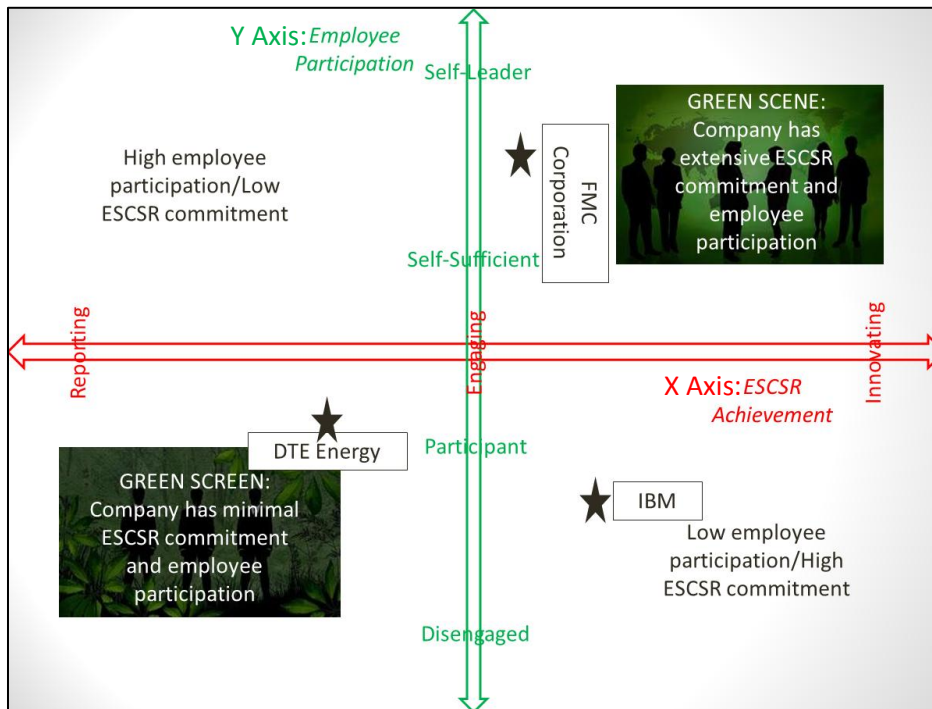 Y Axis: Employee
Participation
Self-Leader
High employee
participation/Low
ESCSR commitment
FMC
Corporation
GREEN SCENE:
Company has
extensive ESCSR
commitment and
employee
participation
Self-Sufficient
Reporting
Engaging
Innovating
X Axis: ESCSR
Achievement
DTE Energy
Participant
GREEN SCREEN:
Company has minimal
ESCSR commitment
and employee
participation
IBM
Low employee
participation/High
ESCSR commitment
Disengaged